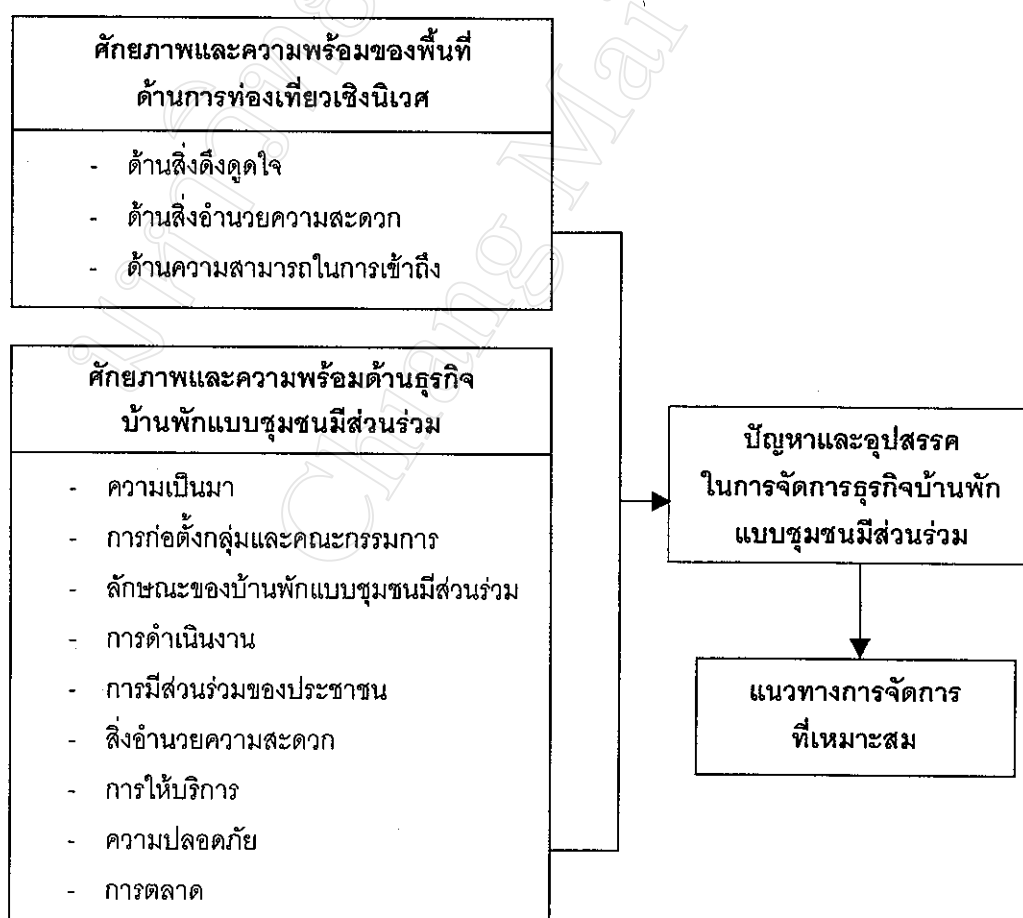 ศักยภาพและความพร้อมของพื้นที่
ด้านการท่องเที่ยวเชิงนิเวศ
- ด้านสิ่งดึงดูดใจ
- ด้านสิ่งอำนวยความสะดวก
- ด้านความสามารถในการเข้าถึง
ศักยภาพและความพร้อมด้านธุรกิจ
บ้านพักแบบชุมชนมีส่วนร่วม
- ความเป็นมา
- การก่อตั้งกลุ่มและคณะกรรมการ
- ลักษณะของบ้านพักแบบชุมชนมีส่วนร่วม
- การดำเนินงาน
- การมีส่วนร่วมของประชาชน
- สิ่งอำนวยความสะดวก
- การให้บริการ
- ความปลอดภัย
- การตลาด
ปัญหาและอุปสรรค
ในการจัดการธุรกิจบ้านพัก
แบบชุมชนมีส่วนร่วม
แนวทางการจัดการ
ที่เหมาะสม
Chiang Mai